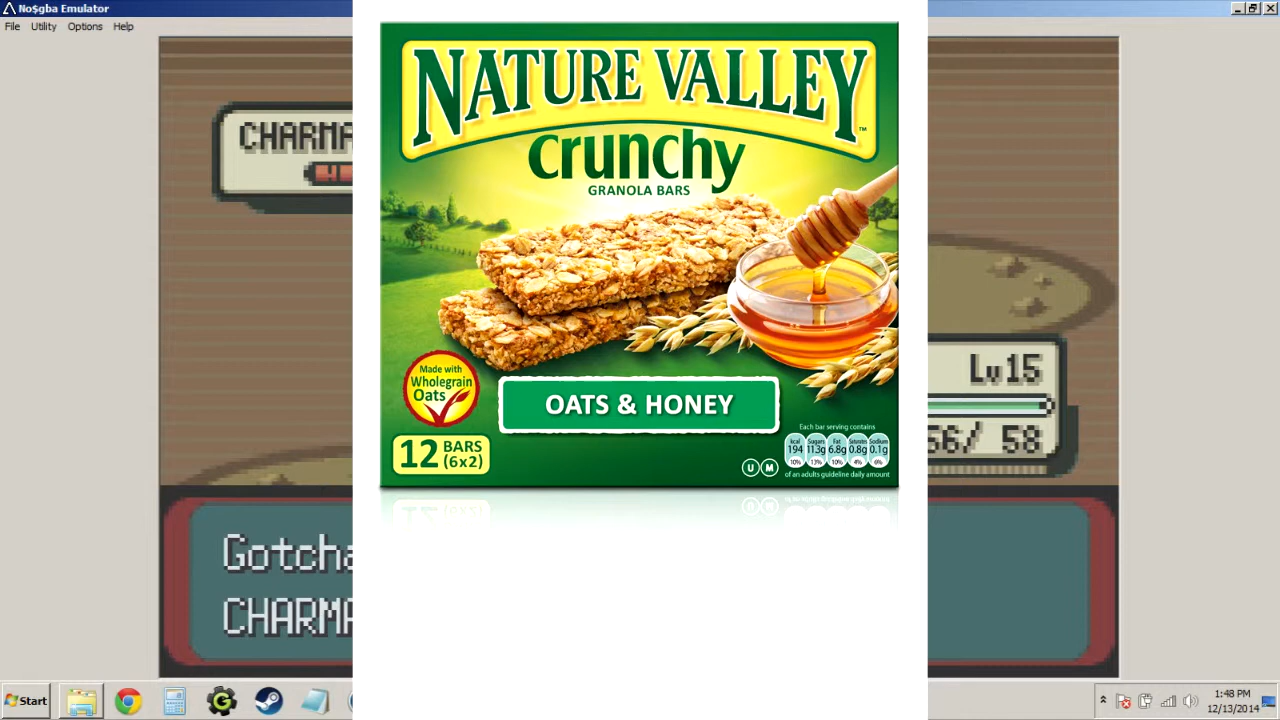 No$gba Emulator
File Utility Options Help
CHARMA
Lv15
56/ 58
Gotcha
CHARMA
NATURE VALLEY™
crunchy
GRANOLA BARS
Made with
Wholegrain
Oats
OATS & HONEY
12 BARS
(6x2)
U M
Each bar serving contains
kcal Sugars Fat Saturates Sodium
194 11.3g 6.8g 0.8g 0.1g
10% 13% 10% 4% 6%
of an adults guideline daily amount
Start
1:48 PM
12/13/2014